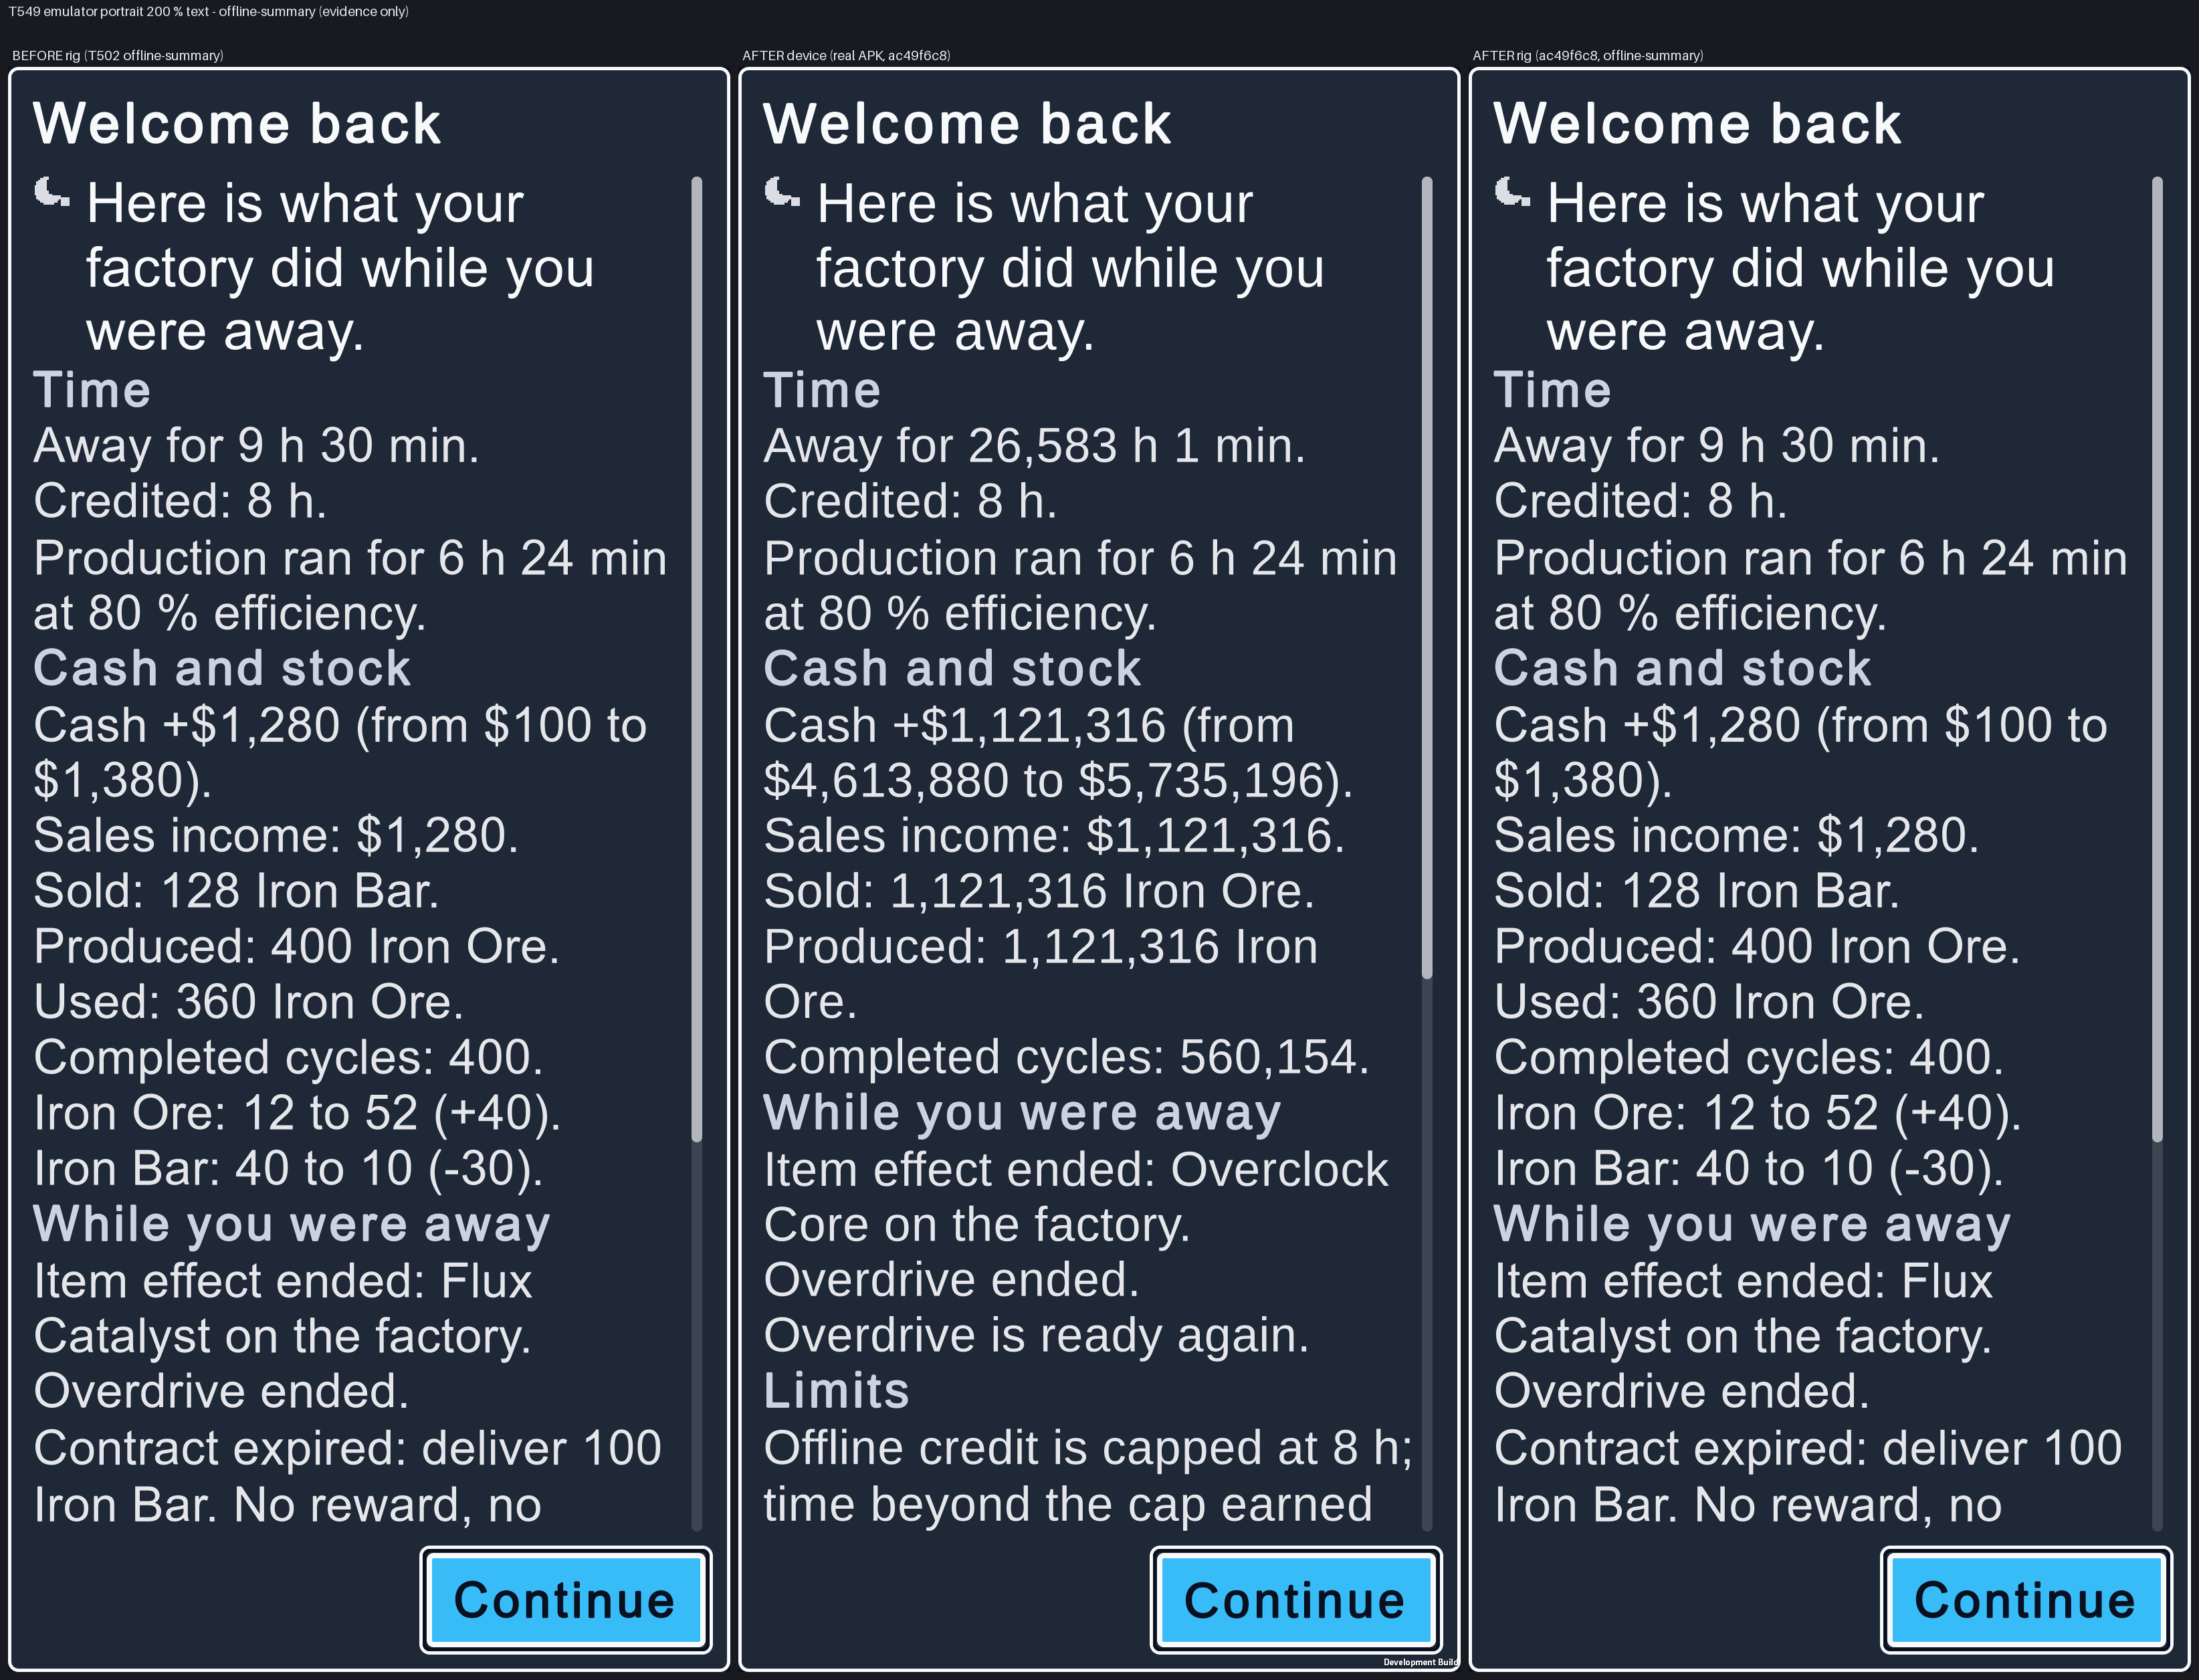 T549 emulator portrait 200 % text - offline-summary (evidence only)
BEFORE rig (T502 offline-summary)
Welcome back
Here is what your
factory did while you
were away.
Time
Away for 9 h 30 min.
Credited: 8 h.
Production ran for 6 h 24 min
at 80 % efficiency.
Cash and stock
Cash +$1,280 (from $100 to
$1,380).
Sales income: $1,280.
Sold: 128 Iron Bar.
Produced: 400 Iron Ore.
Used: 360 Iron Ore.
Completed cycles: 400.
Iron Ore: 12 to 52 (+40).
Iron Bar: 40 to 10 (-30).
While you were away
Item effect ended: Flux
Catalyst on the factory.
Overdrive ended.
Contract expired: deliver 100
Iron Bar. No reward, no
Continue
AFTER device (real APK, ac49f6c8)
Welcome back
Here is what your
factory did while you
were away.
Time
Away for 26,583 h 1 min.
Credited: 8 h.
Production ran for 6 h 24 min
at 80 % efficiency.
Cash and stock
Cash +$1,121,316 (from
$4,613,880 to $5,735,196).
Sales income: $1,121,316.
Sold: 1,121,316 Iron Ore.
Produced: 1,121,316 Iron
Ore.
Completed cycles: 560,154.
While you were away
Item effect ended: Overclock
Core on the factory.
Overdrive ended.
Overdrive is ready again.
Limits
Offline credit is capped at 8 h;
time beyond the cap earned
Continue
Development Build
AFTER rig (ac49f6c8, offline-summary)
Welcome back
Here is what your
factory did while you
were away.
Time
Away for 9 h 30 min.
Credited: 8 h.
Production ran for 6 h 24 min
at 80 % efficiency.
Cash and stock
Cash +$1,280 (from $100 to
$1,380).
Sales income: $1,280.
Sold: 128 Iron Bar.
Produced: 400 Iron Ore.
Used: 360 Iron Ore.
Completed cycles: 400.
Iron Ore: 12 to 52 (+40).
Iron Bar: 40 to 10 (-30).
While you were away
Item effect ended: Flux
Catalyst on the factory.
Overdrive ended.
Contract expired: deliver 100
Iron Bar. No reward, no
Continue